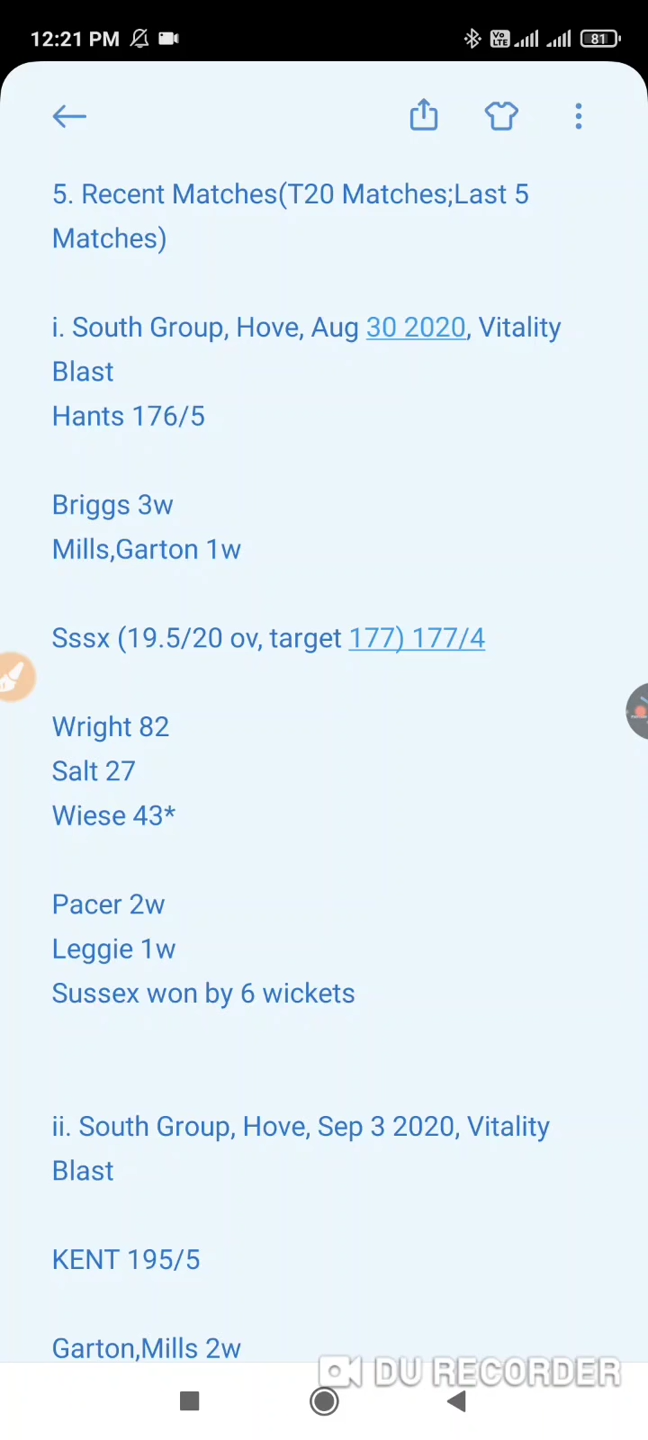 12:21 PM
Vo LTE
81
5. Recent Matches(T20 Matches;Last 5
Matches)
i. South Group, Hove, Aug 30 2020, Vitality
Blast
Hants 176/5
Briggs 3w
Mills,Garton 1w
Sssx (19.5/20 ov, target 177) 177/4
Wright 82
Salt 27
Wiese 43*
Pacer 2w
Leggie 1w
Sussex won by 6 wickets
ii. South Group, Hove, Sep 3 2020, Vitality
Blast
KENT 195/5
Garton,Mills 2w
DU RECORDER